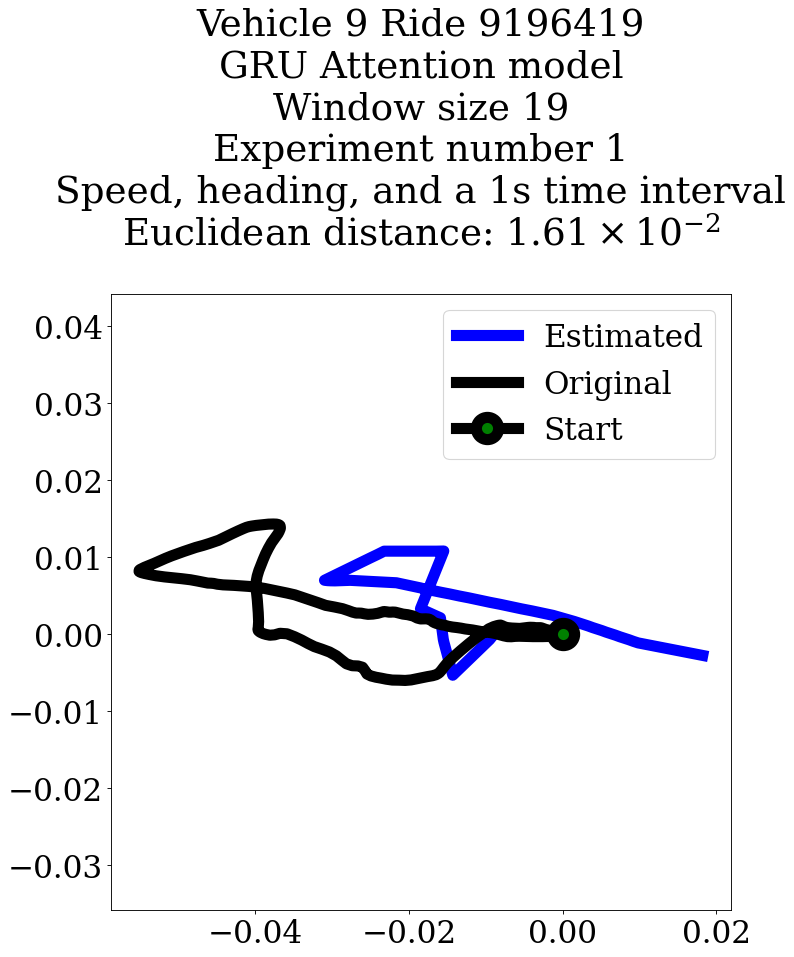 Vehicle 9 Ride 9196419
GRU Attention model
Window size 19
Experiment number 1
Speed, heading, and a 1s time interval
Euclidean distance: 1.61 × 10⁻²
Estimated
Original
Start
0.04
0.03
0.02
0.01
0.00
−0.01
−0.02
−0.03
−0.04
−0.02
0.00
0.02